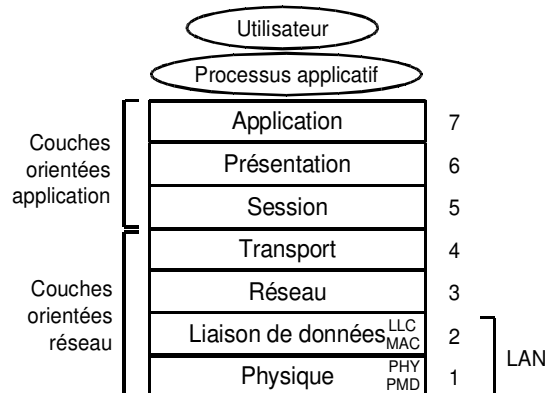 Utilisateur
Processus applicatif
Couches
orientées
application
Application 7
Présentation 6
Session 5
Couches
orientées
réseau
Transport 4
Réseau 3
Liaison de données LLC MAC 2
Physique PHY PMD 1
LAN